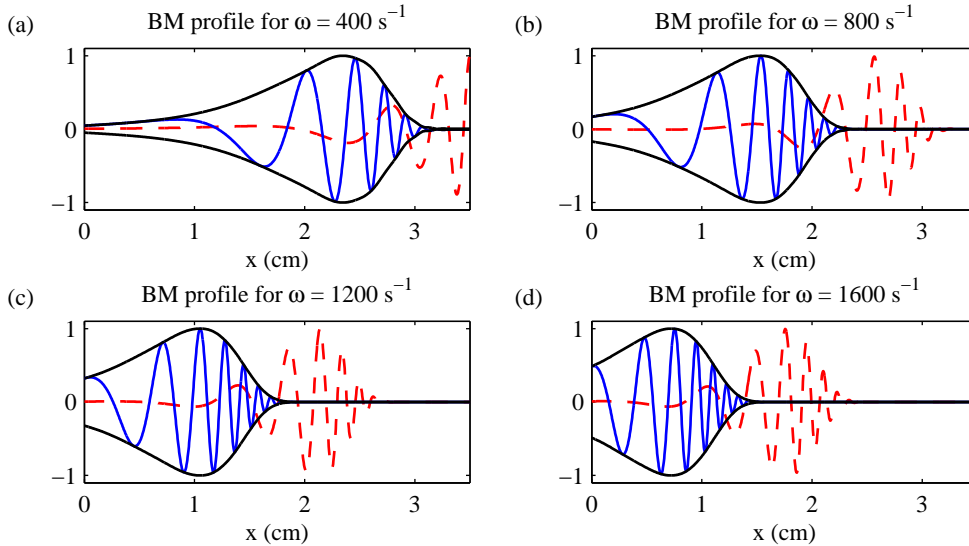 (a) BM profile for ω = 400 s⁻¹
1
0
−1
0 1 2 3
x (cm)
(b) BM profile for ω = 800 s⁻¹
1
0
−1
0 1 2 3
x (cm)
(c) BM profile for ω = 1200 s⁻¹
1
0
−1
0 1 2 3
x (cm)
(d) BM profile for ω = 1600 s⁻¹
1
0
−1
0 1 2 3
x (cm)